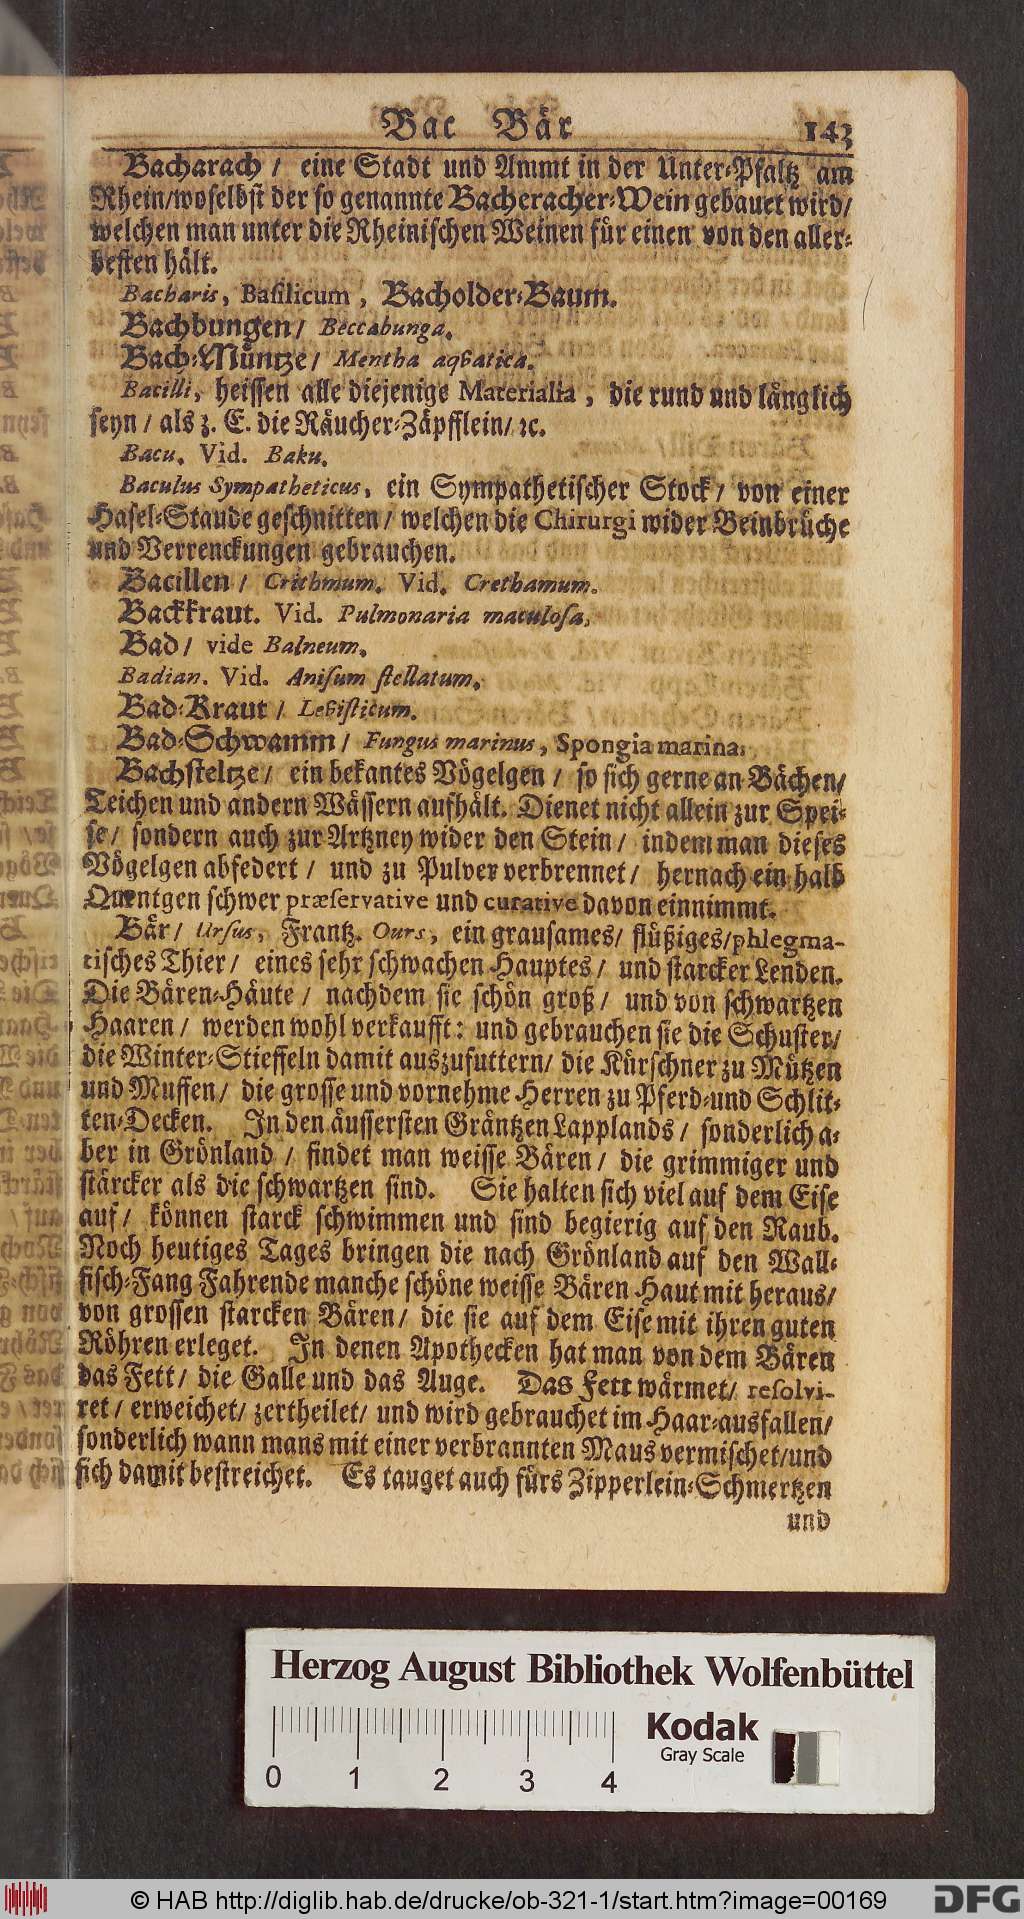 Bac Bär 143
Bacharach / eine Stadt und Ammt in der Unter-Pfaltz am
Rhein/woselbst der so genannte Bacheracher-Wein gebauet wird/
welchen man unter die Rheinischen Weinen für einen von den aller-
besten hält.
Bacharis, Basilicum, Bacholder-Baum.
Bachbungen / Beccabunga.
Bach-Müntze / Mentha aqvatica.
Bacilli, heissen alle diejenige Materialia, die rund und länglich
seyn / als z. E. die Räucher-Zäpfflein/ ꝛc.
Bacu. Vid. Baku.
Baculus Sympatheticus, ein Sympathetischer Stock / von einer
Hasel-Staude geschnitten / welchen die Chirurgi wider Beinbrüche
und Verrenckungen gebrauchen.
Bacillen / Crithmum. Vid. Crethamum.
Backkraut. Vid. Pulmonaria maculosa.
Bad / vide Balneum.
Badian. Vid. Anisum stellatum.
Bad-Kraut / Levisticum.
Bad-Schwamm / Fungus marinus, Spongia marina.
Bachsteltze / ein bekantes Vögelgen / so sich gerne an Bächen/
Teichen und andern Wässern aufhält. Dienet nicht allein zur Spei-
se / sondern auch zur Artzney wider den Stein / indem man dieses
Vögelgen abfedert / und zu Pulver verbrennet / hernach ein halb
Quentgen schwer præservative und curative davon einnimmt.
Bär / Ursus, Frantz. Ours, ein grausames/ flüßiges/phlegma-
tisches Thier / eines sehr schwachen Hauptes / und starcker Lenden.
Die Bären-Häute / nachdem sie schön groß / und von schwartzen
Haaren / werden wohl verkaufft: und gebrauchen sie die Schuster/
die Winter-Stieffeln damit auszufuttern/ die Kürschner zu Mützen
und Muffen / die grosse und vornehme Herren zu Pferd-und Schlit-
ten-Decken. In den äussersten Gräntzen Lapplands / sonderlich a-
ber in Grönland / findet man weisse Bären / die grimmiger und
stärcker als die schwartzen sind. Sie halten sich viel auf dem Eise
auf / können starck schwimmen und sind begierig auf den Raub.
Noch heutiges Tages bringen die nach Grönland auf den Wall-
fisch-Fang Fahrende manche schöne weisse Bären Haut mit heraus/
von grossen starcken Bären / die sie auf dem Eise mit ihren guten
Röhren erleget. In denen Apothecken hat man von dem Bären
das Fett / die Galle und das Auge. Das Fett wärmet/ resolvi-
ret / erweichet/ zertheilet/ und wird gebrauchet im Haar-ausfallen/
sonderlich wann mans mit einer verbrannten Maus vermischet/und
sich damit bestreichet. Es tauget auch fürs Zipperlein-Schmertzen
und
Herzog August Bibliothek Wolfenbüttel
Kodak
Gray Scale
0 1 2 3 4
© HAB http://diglib.hab.de/drucke/ob-321-1/start.htm?image=00169
DFG